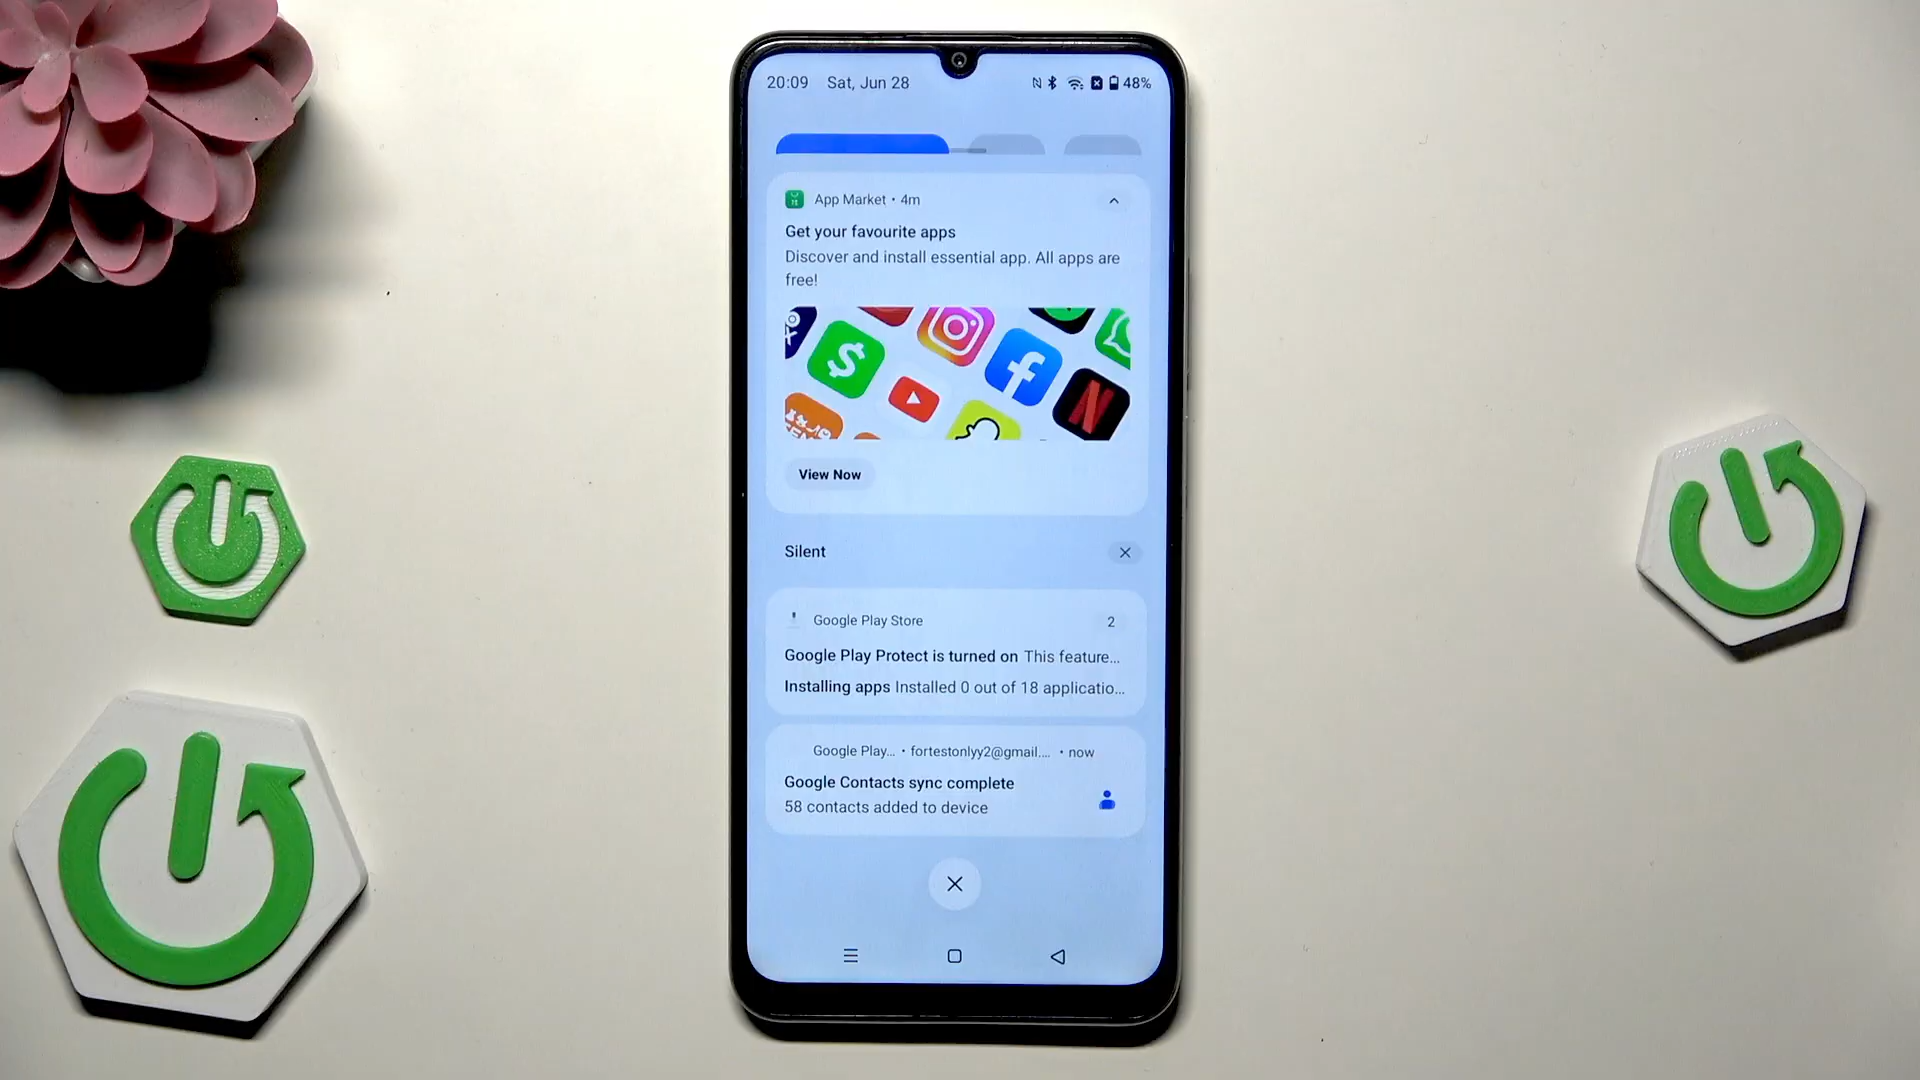 20:09 Sat, Jun 28 48%
App Market • 4m
Get your favourite apps
Discover and install essential app. All apps are
free!
View Now
Silent
Google Play Store 2
Google Play Protect is turned on This feature...
Installing apps Installed 0 out of 18 applicatio...
Google Play... • fortestonlyy2@gmail.... • now
Google Contacts sync complete
58 contacts added to device